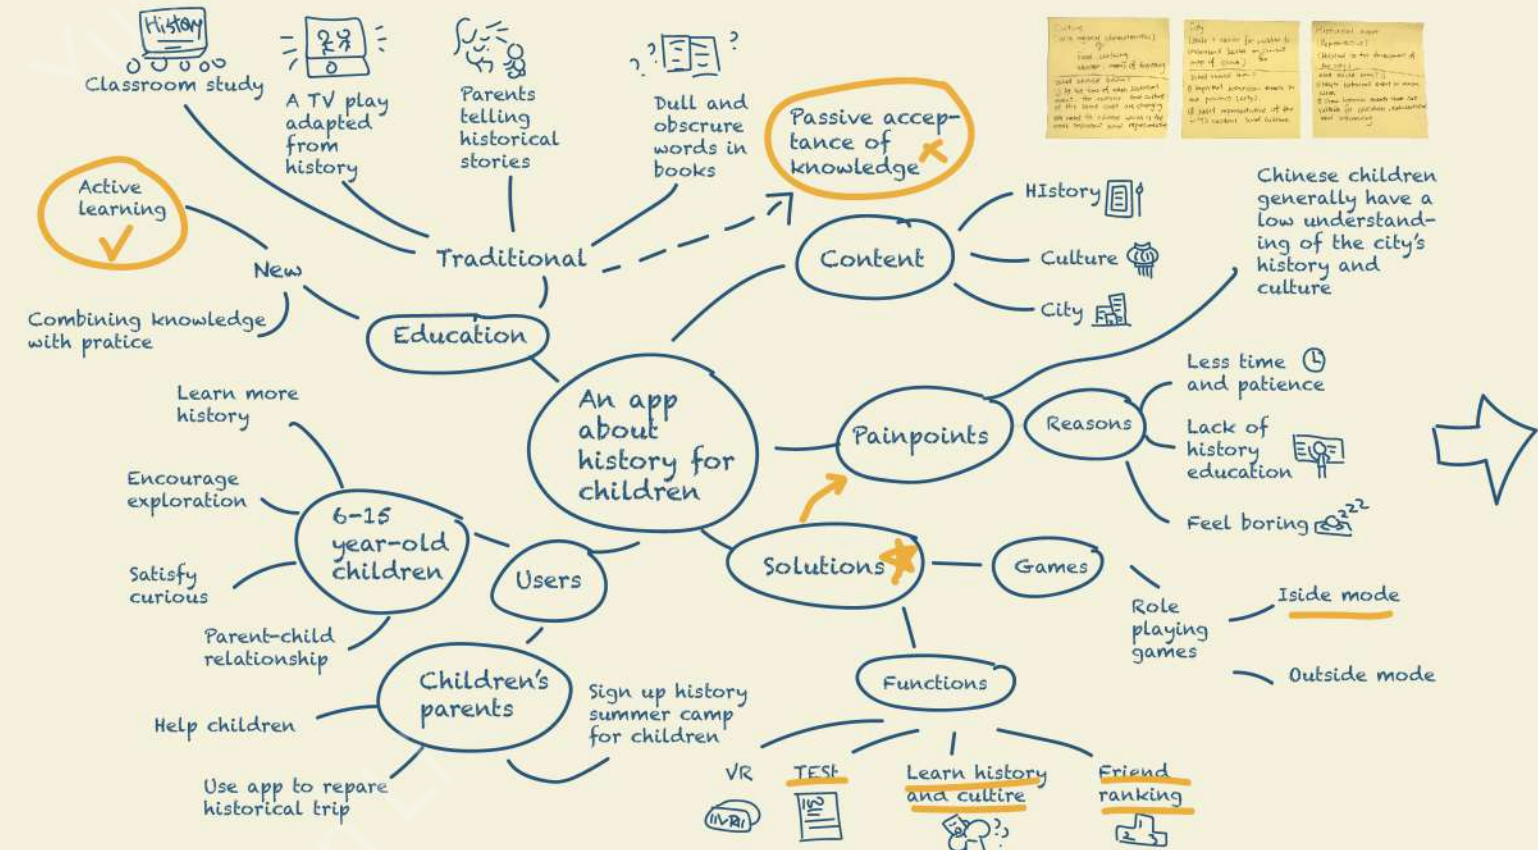 History
Classroom study
A TV play
adapted
from
history
Parents
telling
historical
stories
Dull and
obscrure
words in
books
Passive accep-
tance of
knowledge
Active
learning
New
Traditional
Combining knowledge
with pratice
Education
Content
HIstory
Culture
City
Chinese children
generally have a
low understand-
ing of the city's
history and
culture
An app
about
history for
children
Painpoints
Reasons
Less time
and patience
Lack of
history
education
Feel boring
zzz
Learn more
history
Encourage
exploration
Satisfy
curious
Parent-child
relationship
6-15
year-old
children
Users
Children's
parents
Help children
Use app to repare
historical trip
Sign up history
summer camp
for children
Solutions
Games
Role
playing
games
Iside mode
Outside mode
Functions
VR
TESt
Learn history
and cultire
Friend
ranking
VR
1
2 3